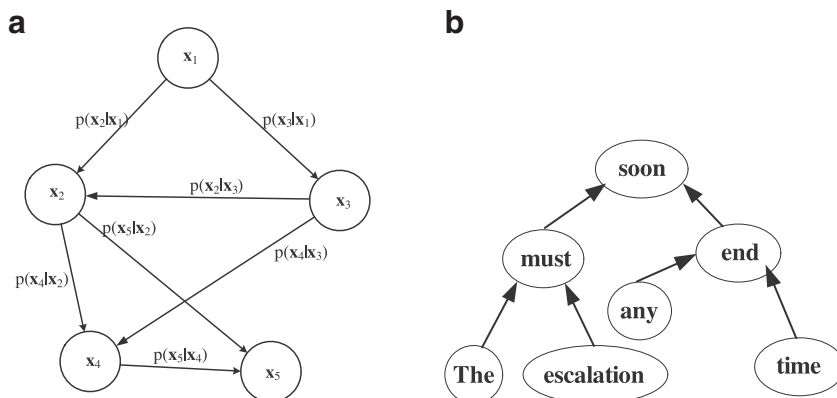 a
x₁
p(x₂|x₁)
p(x₃|x₁)
x₂
p(x₂|x₃)
x₃
p(x₅|x₂)
p(x₄|x₃)
p(x₄|x₂)
x₄
p(x₅|x₄)
x₅
b
soon
must
end
any
The
escalation
time